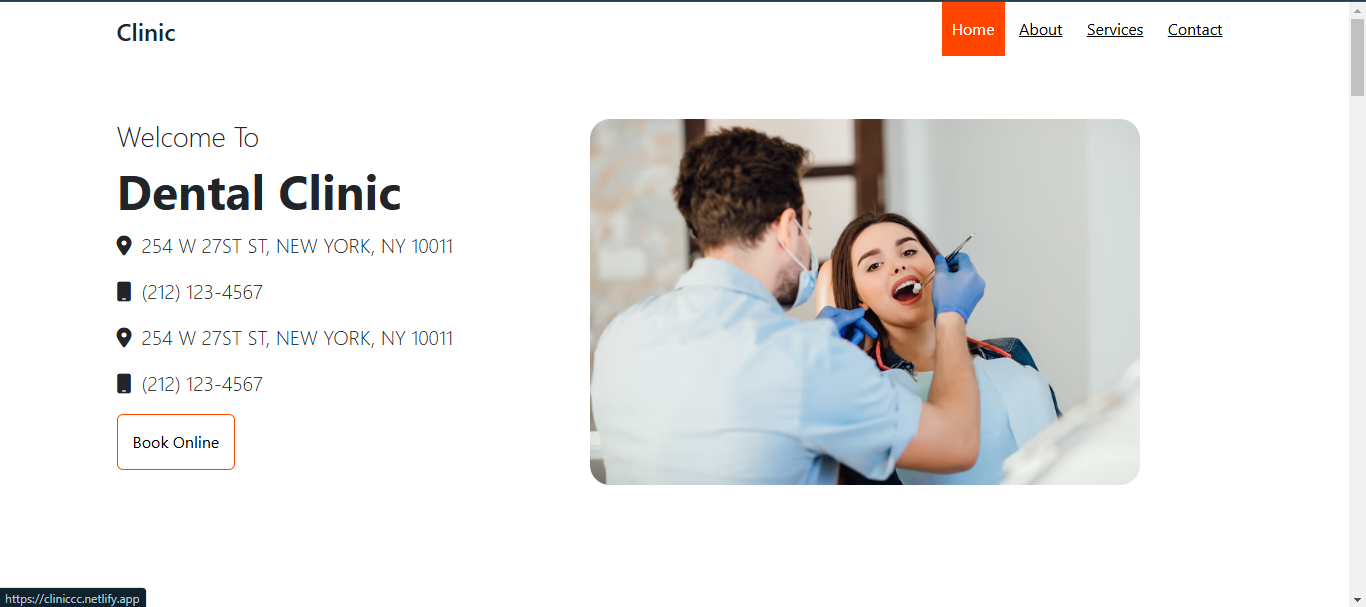 Clinic
Home About Services Contact
Welcome To
Dental Clinic
254 W 27ST ST, NEW YORK, NY 10011
(212) 123-4567
254 W 27ST ST, NEW YORK, NY 10011
(212) 123-4567
Book Online
https://cliniccc.netlify.app